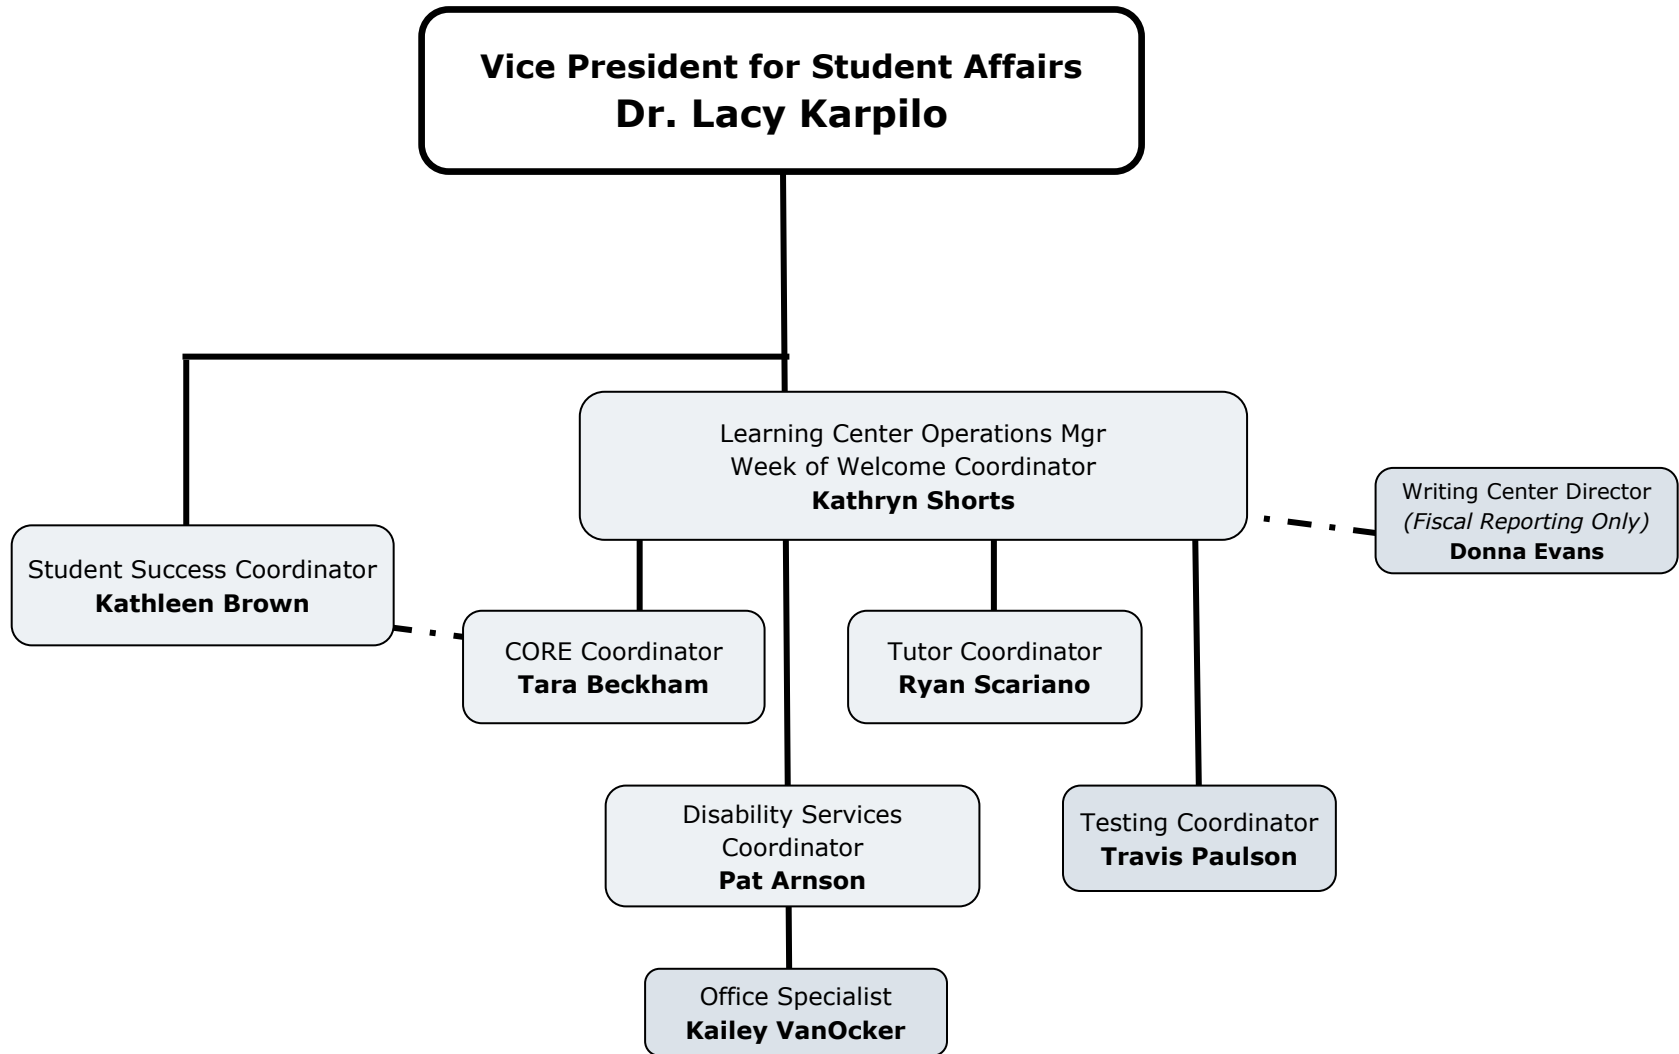 Vice President for Student Affairs
Dr. Lacy Karpilo
Learning Center Operations Mgr
Week of Welcome Coordinator
Kathryn Shorts
Writing Center Director
(Fiscal Reporting Only)
Donna Evans
Student Success Coordinator
Kathleen Brown
CORE Coordinator
Tara Beckham
Tutor Coordinator
Ryan Scariano
Disability Services
Coordinator
Pat Arnson
Testing Coordinator
Travis Paulson
Office Specialist
Kailey VanOcker